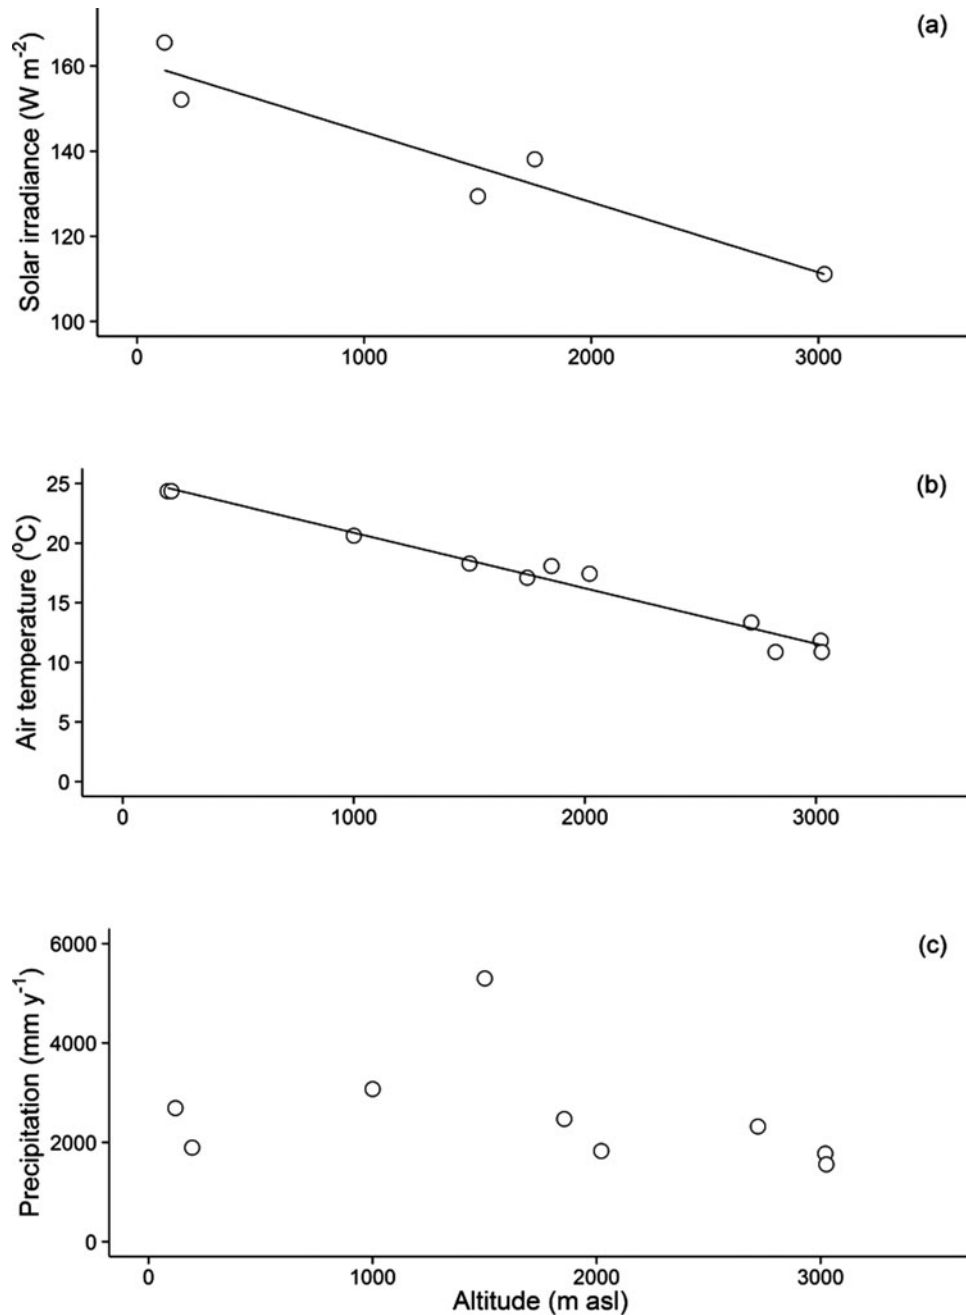 (a)
Solar irradiance (W m⁻²)
160
140
120
100
0 1000 2000 3000
(b)
Air temperature (°C)
25
20
15
10
5
0
0 1000 2000 3000
(c)
Precipitation (mm y⁻¹)
6000
4000
2000
0
0 1000 2000 3000
Altitude (m asl)